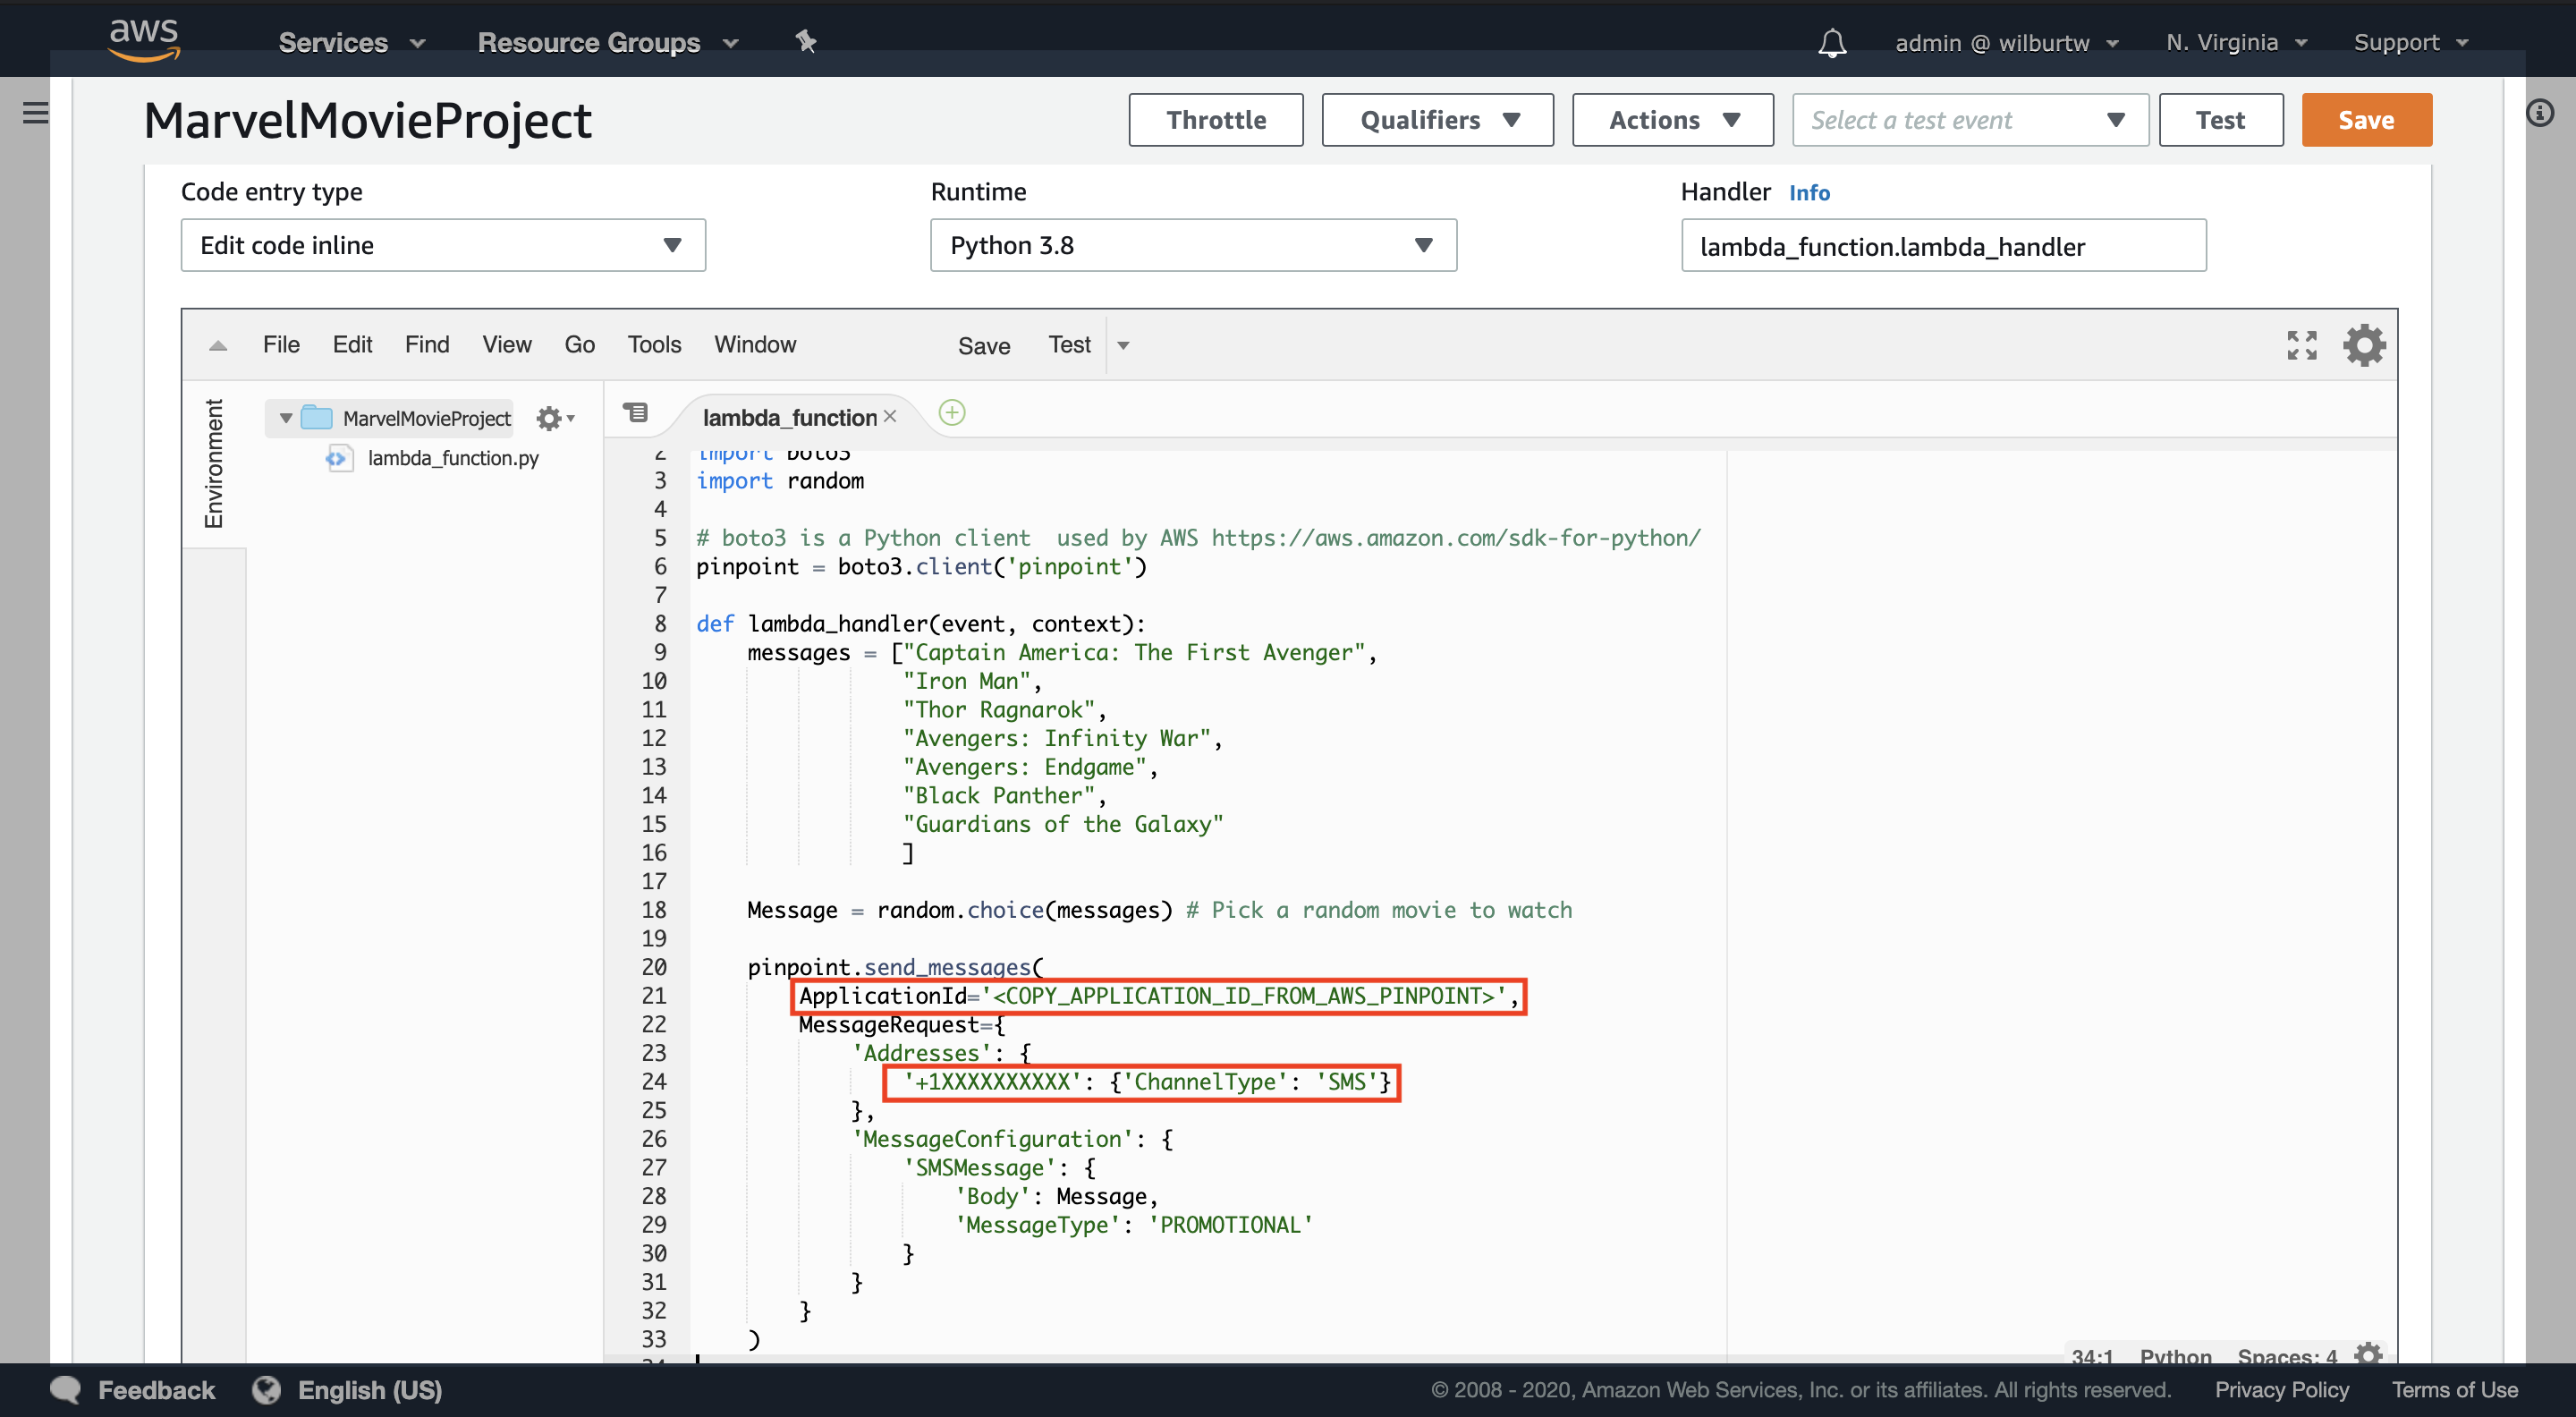 aws Services Resource Groups admin @ wilburtw N. Virginia Support
MarvelMovieProject Throttle Qualifiers Actions Select a test event Test Save
Code entry type Runtime Handler Info
Edit code inline Python 3.8 lambda_function.lambda_handler
File Edit Find View Go Tools Window Save Test
Environment
MarvelMovieProject
lambda_function.py
lambda_function
2 import boto3
3 import random
4
5 # boto3 is a Python client  used by AWS https://aws.amazon.com/sdk-for-python/
6 pinpoint = boto3.client('pinpoint')
7
8 def lambda_handler(event, context):
9     messages = ["Captain America: The First Avenger",
10                 "Iron Man",
11                 "Thor Ragnarok",
12                 "Avengers: Infinity War",
13                 "Avengers: Endgame",
14                 "Black Panther",
15                 "Guardians of the Galaxy"
16                 ]
17
18     Message = random.choice(messages) # Pick a random movie to watch
19
20     pinpoint.send_messages(
21         ApplicationId='<COPY_APPLICATION_ID_FROM_AWS_PINPOINT>',
22         MessageRequest={
23             'Addresses': {
24                 '+1XXXXXXXXXX': {'ChannelType': 'SMS'}
25             },
26             'MessageConfiguration': {
27                 'SMSMessage': {
28                     'Body': Message,
29                     'MessageType': 'PROMOTIONAL'
30                 }
31             }
32         }
33     )
34
34:1 Python Spaces: 4
Feedback English (US) © 2008 - 2020, Amazon Web Services, Inc. or its affiliates. All rights reserved. Privacy Policy Terms of Use